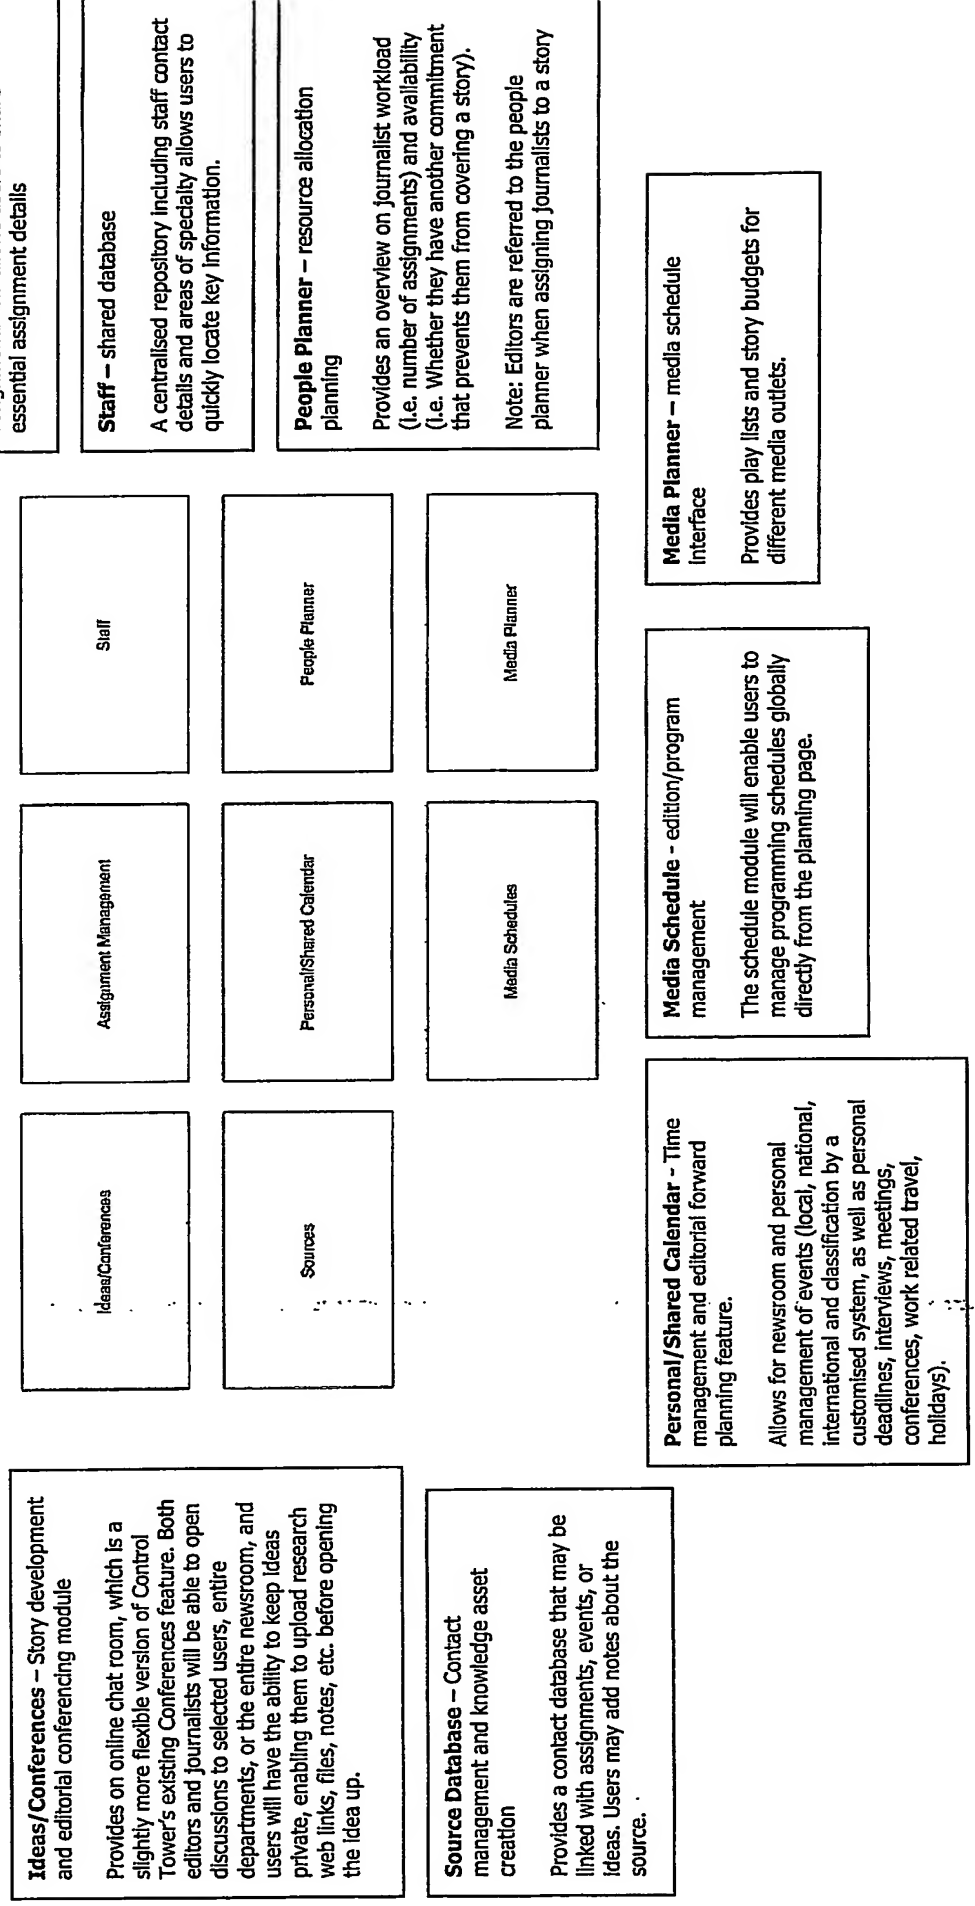 Ideas/Conferences – Story development
and editorial conferencing module
Provides on online chat room, which is a
slightly more flexible version of Control
Tower's existing Conferences feature. Both
editors and journalists will be able to open
discussions to selected users, entire
departments, or the entire newsroom, and
users will have the ability to keep ideas
private, enabling them to upload research
web links, files, notes, etc. before opening
the idea up.
Source Database – Contact
management and knowledge asset
creation
Provides a contact database that may be
linked with assignments, events, or
ideas. Users may add notes about the
source.
Ideas/Conferences
Assignment Management
Staff
Sources
Personal/Shared Calendar
People Planner
Media Schedules
Media Planner
essential assignment details
Staff – shared database
A centralised repository including staff contact
details and areas of specialty allows users to
quickly locate key information.
People Planner – resource allocation
planning
Provides an overview on journalist workload
(i.e. number of assignments) and availability
(i.e. Whether they have another commitment
that prevents them from covering a story).
Note: Editors are referred to the people
planner when assigning journalists to a story
Personal/Shared Calendar - Time
management and editorial forward
planning feature.
Allows for newsroom and personal
management of events (local, national,
international and classification by a
customised system, as well as personal
deadlines, interviews, meetings,
conferences, work related travel,
holidays).
Media Schedule - edition/program
management
The schedule module will enable users to
manage programming schedules globally
directly from the planning page.
Media Planner – media schedule
interface
Provides play lists and story budgets for
different media outlets.